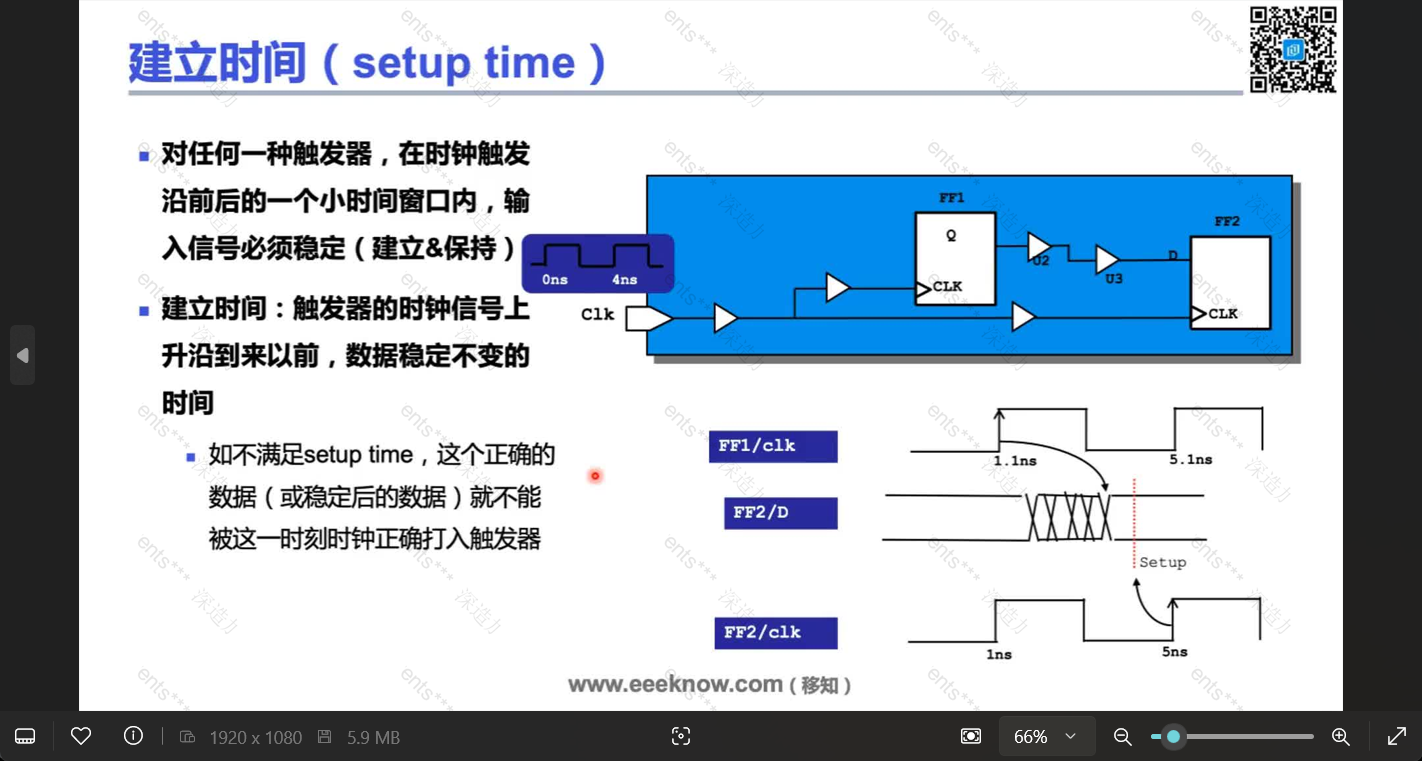 建立时间（setup time）
对任何一种触发器，在时钟触发
沿前后的一个小时间窗口内，输
入信号必须稳定（建立&保持）
建立时间：触发器的时钟信号上
升沿到来以前，数据稳定不变的
时间
如不满足setup time，这个正确的
数据（或稳定后的数据）就不能
被这一时刻时钟正确打入触发器
0ns 4ns
Clk
FF1
Q
CLK
U2
U3
FF2
D
CLK
FF1/clk
1.1ns 5.1ns
FF2/D
Setup
FF2/clk
1ns 5ns
www.eeeknow.com（移知）
ents*** 深造力
1920 x 1080
5.9 MB
66%